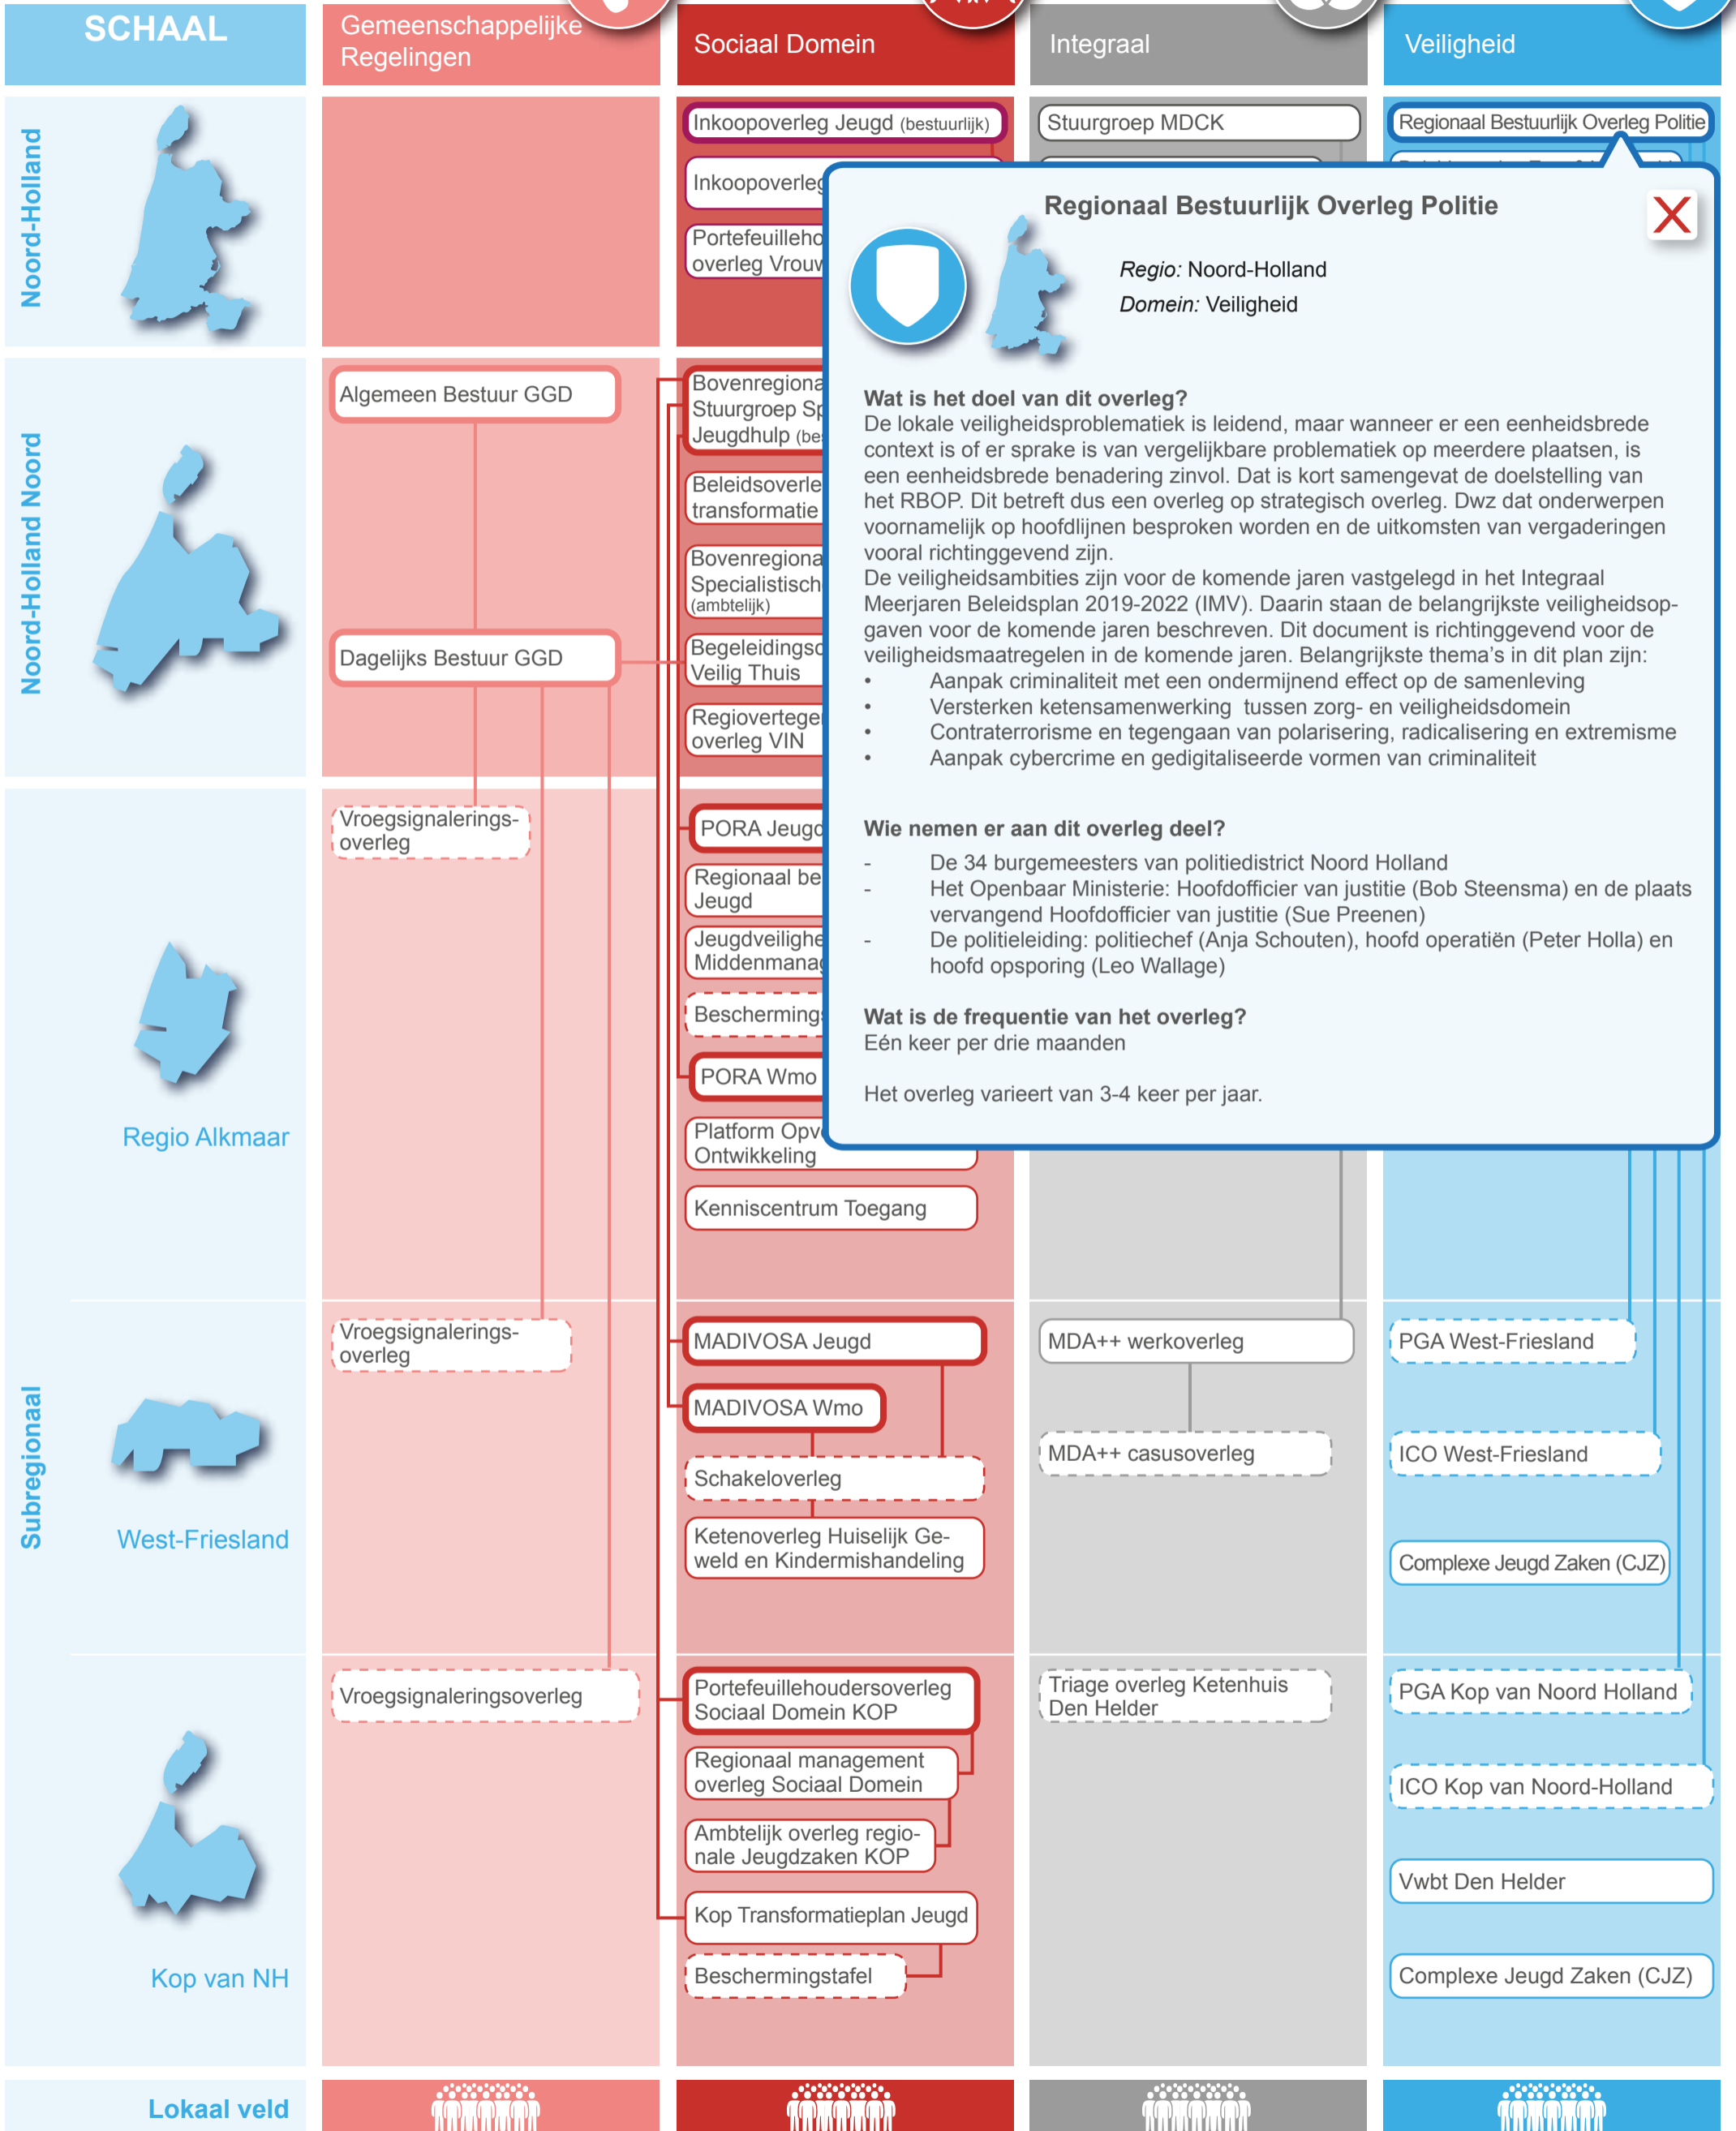 SCHAAL
Gemeenschappelijke
Regelingen
Sociaal Domein
Integraal
Veiligheid
Noord-Holland
Inkoopoverleg Jeugd (bestuurlijk)
Inkoopoverleg
Portefeuilleho
overleg Vrouw
Stuurgroep MDCK
Regionaal Bestuurlijk Overleg Politie
Regionaal Bestuurlijk Overleg Politie
X
Regio: Noord-Holland
Domein: Veiligheid
Wat is het doel van dit overleg?
De lokale veiligheidsproblematiek is leidend, maar wanneer er een eenheidsbrede
context is of er sprake is van vergelijkbare problematiek op meerdere plaatsen, is
een eenheidsbrede benadering zinvol. Dat is kort samengevat de doelstelling van
het RBOP. Dit betreft dus een overleg op strategisch overleg. Dwz dat onderwerpen
voornamelijk op hoofdlijnen besproken worden en de uitkomsten van vergaderingen
vooral richtinggevend zijn.
De veiligheidsambities zijn voor de komende jaren vastgelegd in het Integraal
Meerjaren Beleidsplan 2019-2022 (IMV). Daarin staan de belangrijkste veiligheidsop-
gaven voor de komende jaren beschreven. Dit document is richtinggevend voor de
veiligheidsmaatregelen in de komende jaren. Belangrijkste thema's in dit plan zijn:
• Aanpak criminaliteit met een ondermijnend effect op de samenleving
• Versterken ketensamenwerking tussen zorg- en veiligheidsdomein
• Contraterrorisme en tegengaan van polarisering, radicalisering en extremisme
• Aanpak cybercrime en gedigitaliseerde vormen van criminaliteit
Wie nemen er aan dit overleg deel?
- De 34 burgemeesters van politiedistrict Noord Holland
- Het Openbaar Ministerie: Hoofdofficier van justitie (Bob Steensma) en de plaats
vervangend Hoofdofficier van justitie (Sue Preenen)
- De politieleiding: politiechef (Anja Schouten), hoofd operatiën (Peter Holla) en
hoofd opsporing (Leo Wallage)
Wat is de frequentie van het overleg?
Eén keer per drie maanden
Het overleg varieert van 3-4 keer per jaar.
Noord-Holland Noord
Algemeen Bestuur GGD
Dagelijks Bestuur GGD
Bovenregiona
Stuurgroep Sp
Jeugdhulp (be
Beleidsoverle
transformatie
Bovenregiona
Specialistisch
(ambtelijk)
Begeleidingsc
Veilig Thuis
Regioverteger
overleg VIN
Subregionaal
Regio Alkmaar
Vroegsignalerings-
overleg
PORA Jeugd
Regionaal be
Jeugd
Jeugdveilighe
Middenmanag
Beschermings
PORA Wmo
Platform Opv
Ontwikkeling
Kenniscentrum Toegang
West-Friesland
Vroegsignalerings-
overleg
MADIVOSA Jeugd
MADIVOSA Wmo
Schakeloverleg
Ketenoverleg Huiselijk Ge-
weld en Kindermishandeling
MDA++ werkoverleg
MDA++ casusoverleg
PGA West-Friesland
ICO West-Friesland
Complexe Jeugd Zaken (CJZ)
Kop van NH
Vroegsignaleringsoverleg
Portefeuillehoudersoverleg
Sociaal Domein KOP
Regionaal management
overleg Sociaal Domein
Ambtelijk overleg regio-
nale Jeugdzaken KOP
Kop Transformatieplan Jeugd
Beschermingstafel
Triage overleg Ketenhuis
Den Helder
PGA Kop van Noord Holland
ICO Kop van Noord-Holland
Vwbt Den Helder
Complexe Jeugd Zaken (CJZ)
Lokaal veld